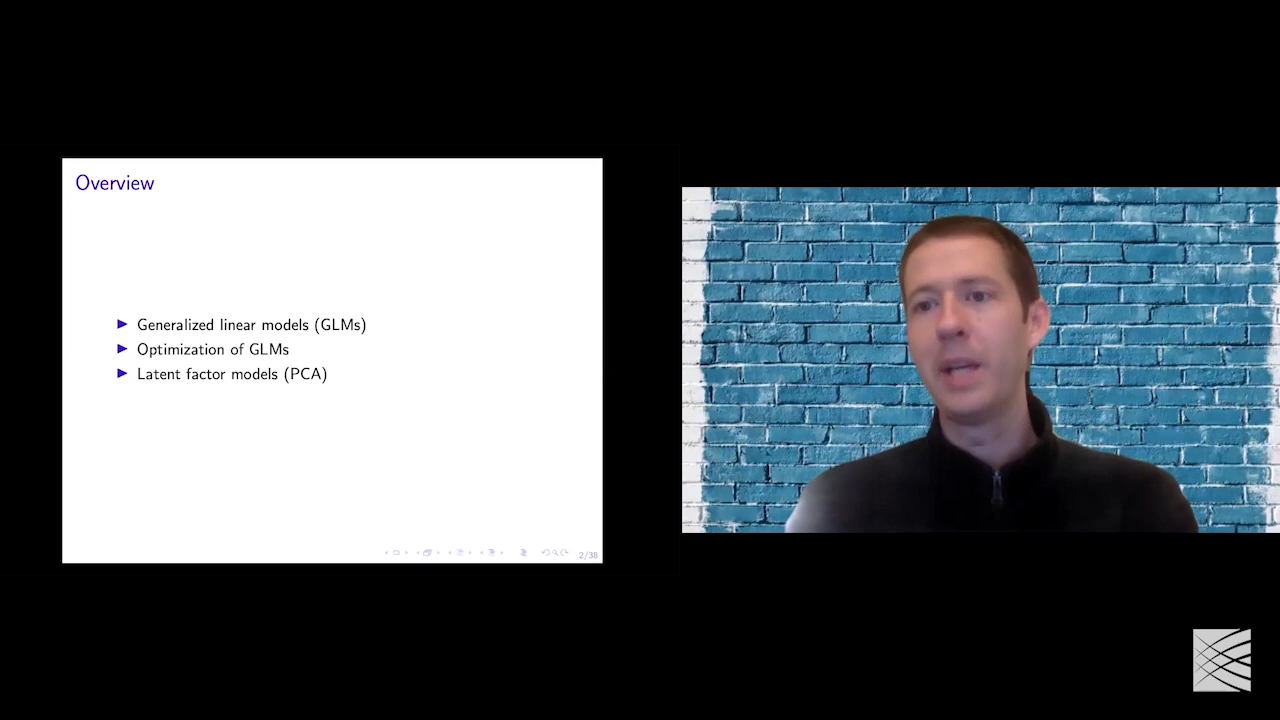 Overview
Generalized linear models (GLMs)
Optimization of GLMs
Latent factor models (PCA)
2/38